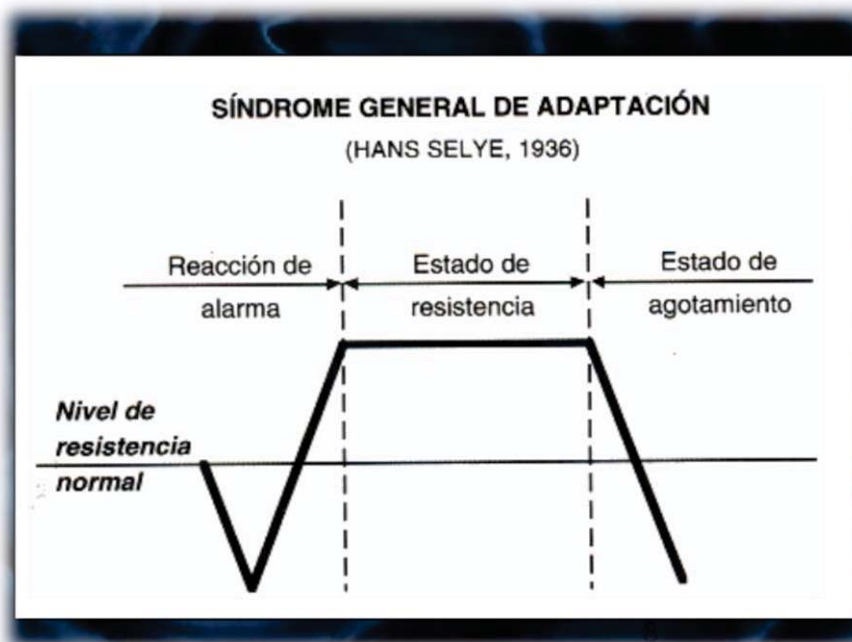 SÍNDROME GENERAL DE ADAPTACIÓN
(HANS SELYE, 1936)
Reacción de
alarma
Estado de
resistencia
Estado de
agotamiento
Nivel de
resistencia
normal